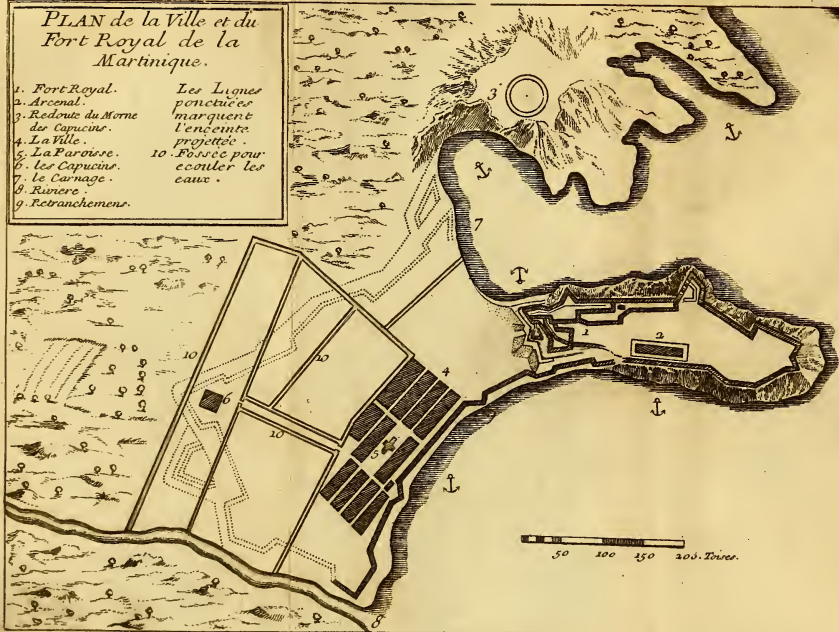 PLAN de la Ville et du
Fort Royal de la
Martinique.
1. Fort Royal.
2. Arcenal.
3. Redoute du Morne
des Capucins.
4. La Ville.
5. La Paroisse.
6. les Capucins.
7. le Carnage.
8. Riviere.
9. Retranchemens.
Les Lignes
ponctuées
marquent
l'enceinte
projettée.
10. Fossée pour
ecouler les
eaux.
3
7
1
2
10
10
4
6
10
5
50 100 150 200. Toises.
8